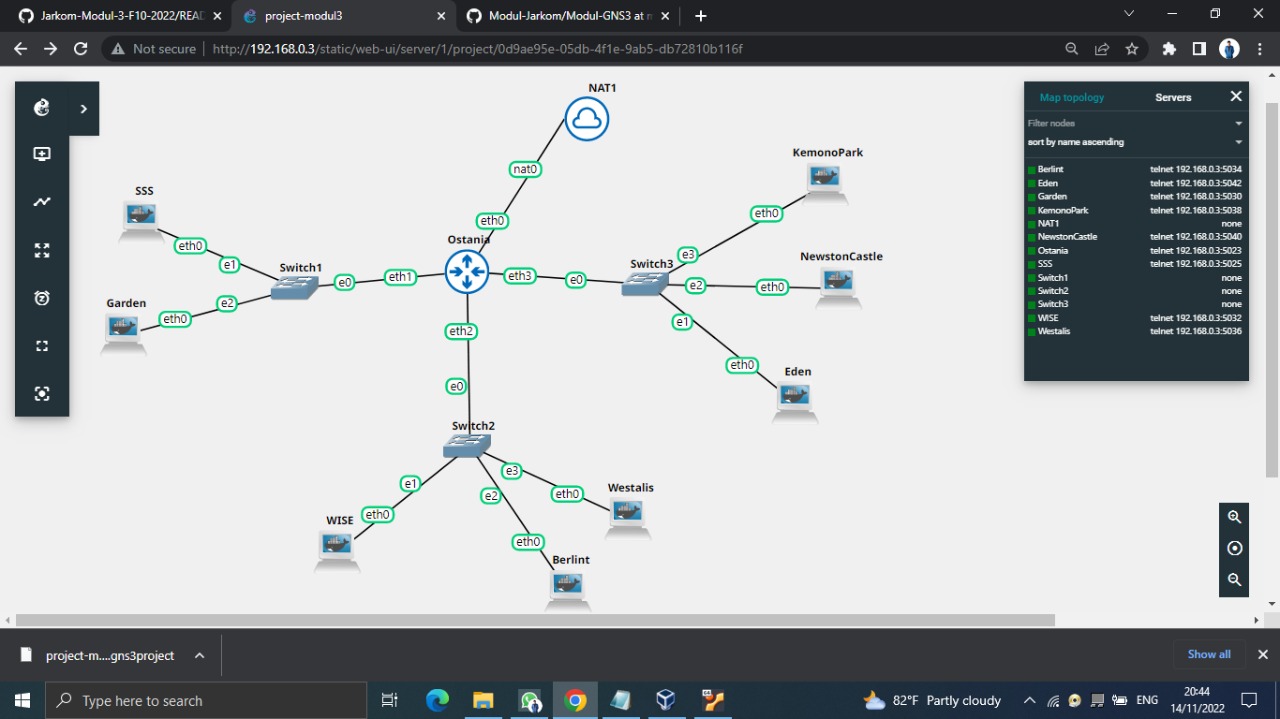 Jarkom-Modul-3-F10-2022/READ
project-modul3
Modul-Jarkom/Modul-GNS3 at m
Not secure
http://192.168.0.3/static/web-ui/server/1/project/0d9ae95e-05db-4f1e-9ab5-db72810b116f
NAT1
nat0
eth0
Ostania
SSS
eth0
e1
Switch1
e0
eth1
Garden
eth0
e2
eth3
e0
Switch3
KemonoPark
eth0
e3
NewstonCastle
e2
eth0
e1
eth0
Eden
eth2
e0
Switch2
e1
eth0
WISE
e2
eth0
Berlint
e3
eth0
Westalis
Map topology
Servers
Filter nodes
sort by name ascending
Berlint telnet 192.168.0.3:5034
Eden telnet 192.168.0.3:5042
Garden telnet 192.168.0.3:5030
KemonoPark telnet 192.168.0.3:5038
NAT1 none
NewstonCastle telnet 192.168.0.3:5040
Ostania telnet 192.168.0.3:5023
SSS telnet 192.168.0.3:5025
Switch1 none
Switch2 none
Switch3 none
WISE telnet 192.168.0.3:5032
Westalis telnet 192.168.0.3:5036
project-m....gns3project
Show all
Type here to search
82°F Partly cloudy
ENG
20:44
14/11/2022